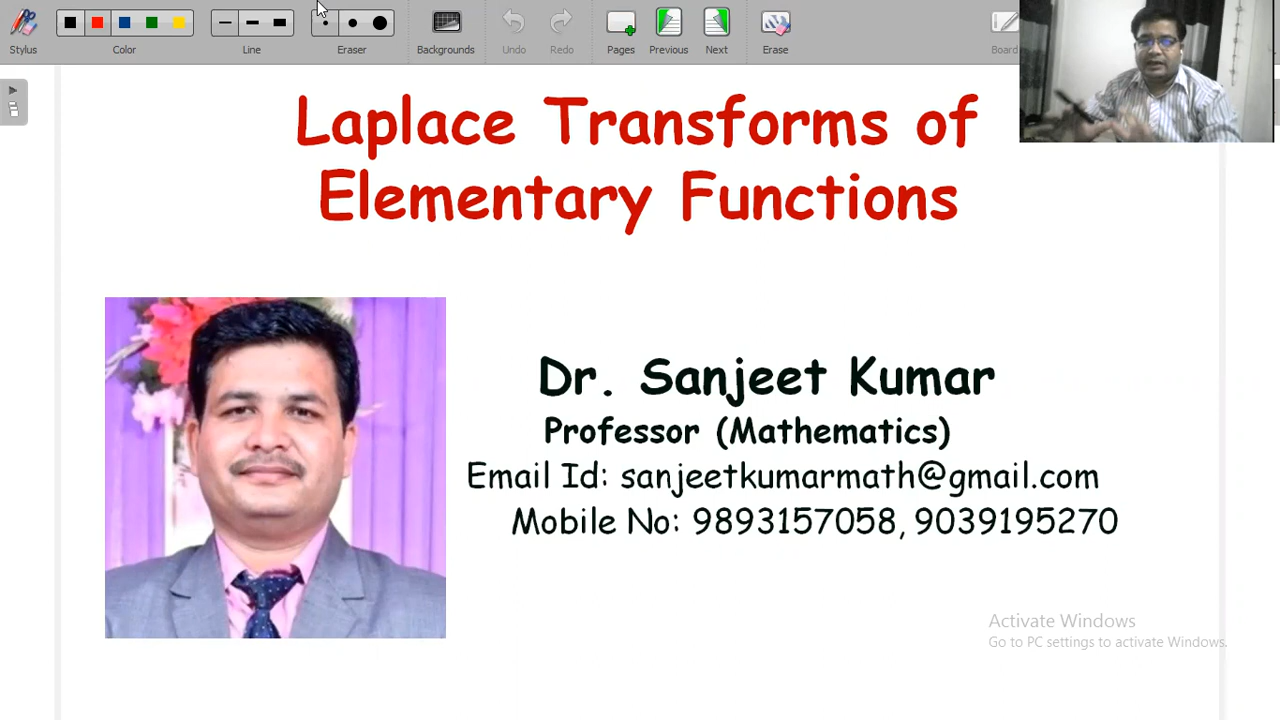 Stylus Color Line Eraser Backgrounds Undo Redo Pages Previous Next Erase Board
Laplace Transforms of
Elementary Functions
Dr. Sanjeet Kumar
Professor (Mathematics)
Email Id: sanjeetkumarmath@gmail.com
Mobile No: 9893157058, 9039195270
Activate Windows
Go to PC settings to activate Windows.